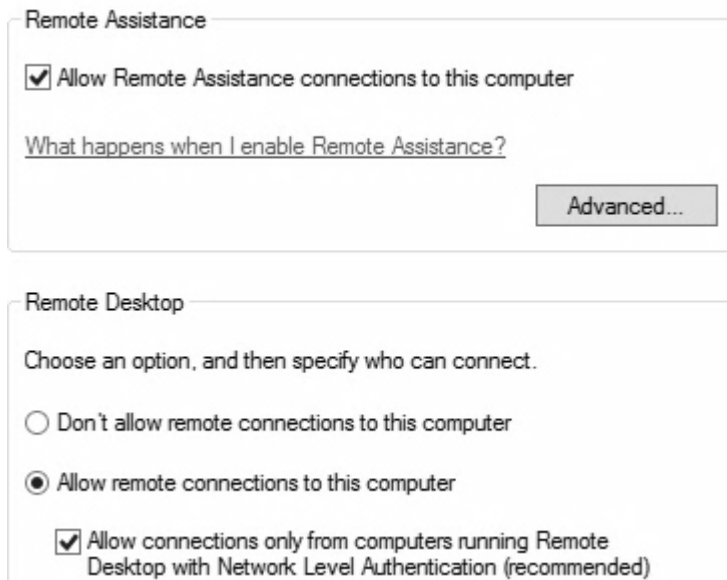 Remote Assistance
Allow Remote Assistance connections to this computer
What happens when I enable Remote Assistance?
Advanced...
Remote Desktop
Choose an option, and then specify who can connect.
Don't allow remote connections to this computer
Allow remote connections to this computer
Allow connections only from computers running Remote
Desktop with Network Level Authentication (recommended)